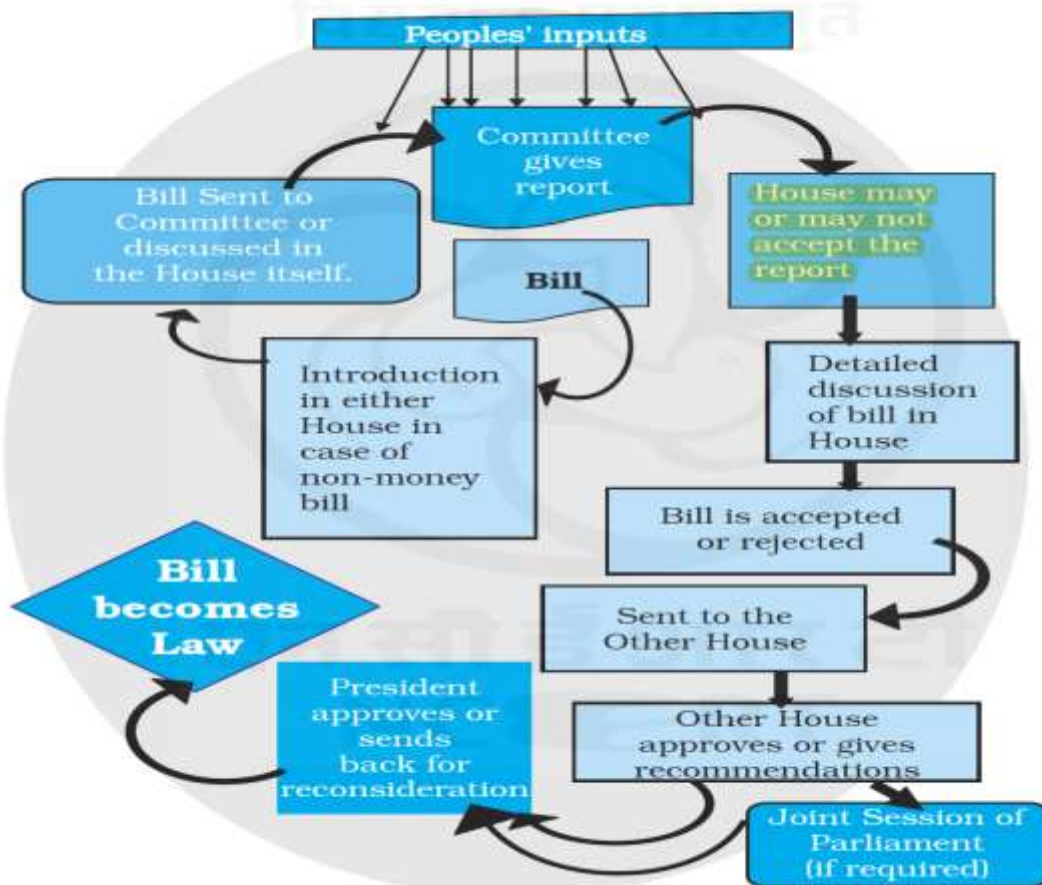 Peoples' inputs
Committee
gives
report
Bill Sent to
Committee or
discussed in
the House itself.
House may
or may not
accept the
report
Bill
Introduction
in either
House in
case of
non-money
bill
Detailed
discussion
of bill in
House
Bill is accepted
or rejected
Bill
becomes
Law
Sent to the
Other House
President
approves or
sends
back for
reconsideration
Other House
approves or gives
recommendations
Joint Session of
Parliament
(if required)